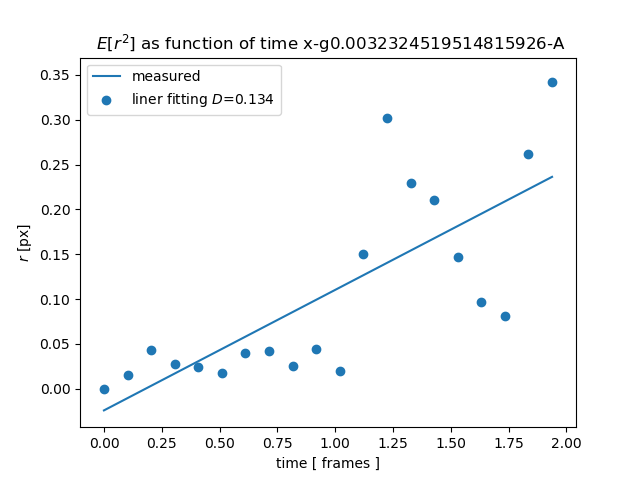 E[r²] as function of time x-g0.0032324519514815926-A
measured
liner fitting D=0.134
0.35
0.30
0.25
0.20
0.15
0.10
0.05
0.00
r [px]
0.00 0.25 0.50 0.75 1.00 1.25 1.50 1.75 2.00
time [ frames ]